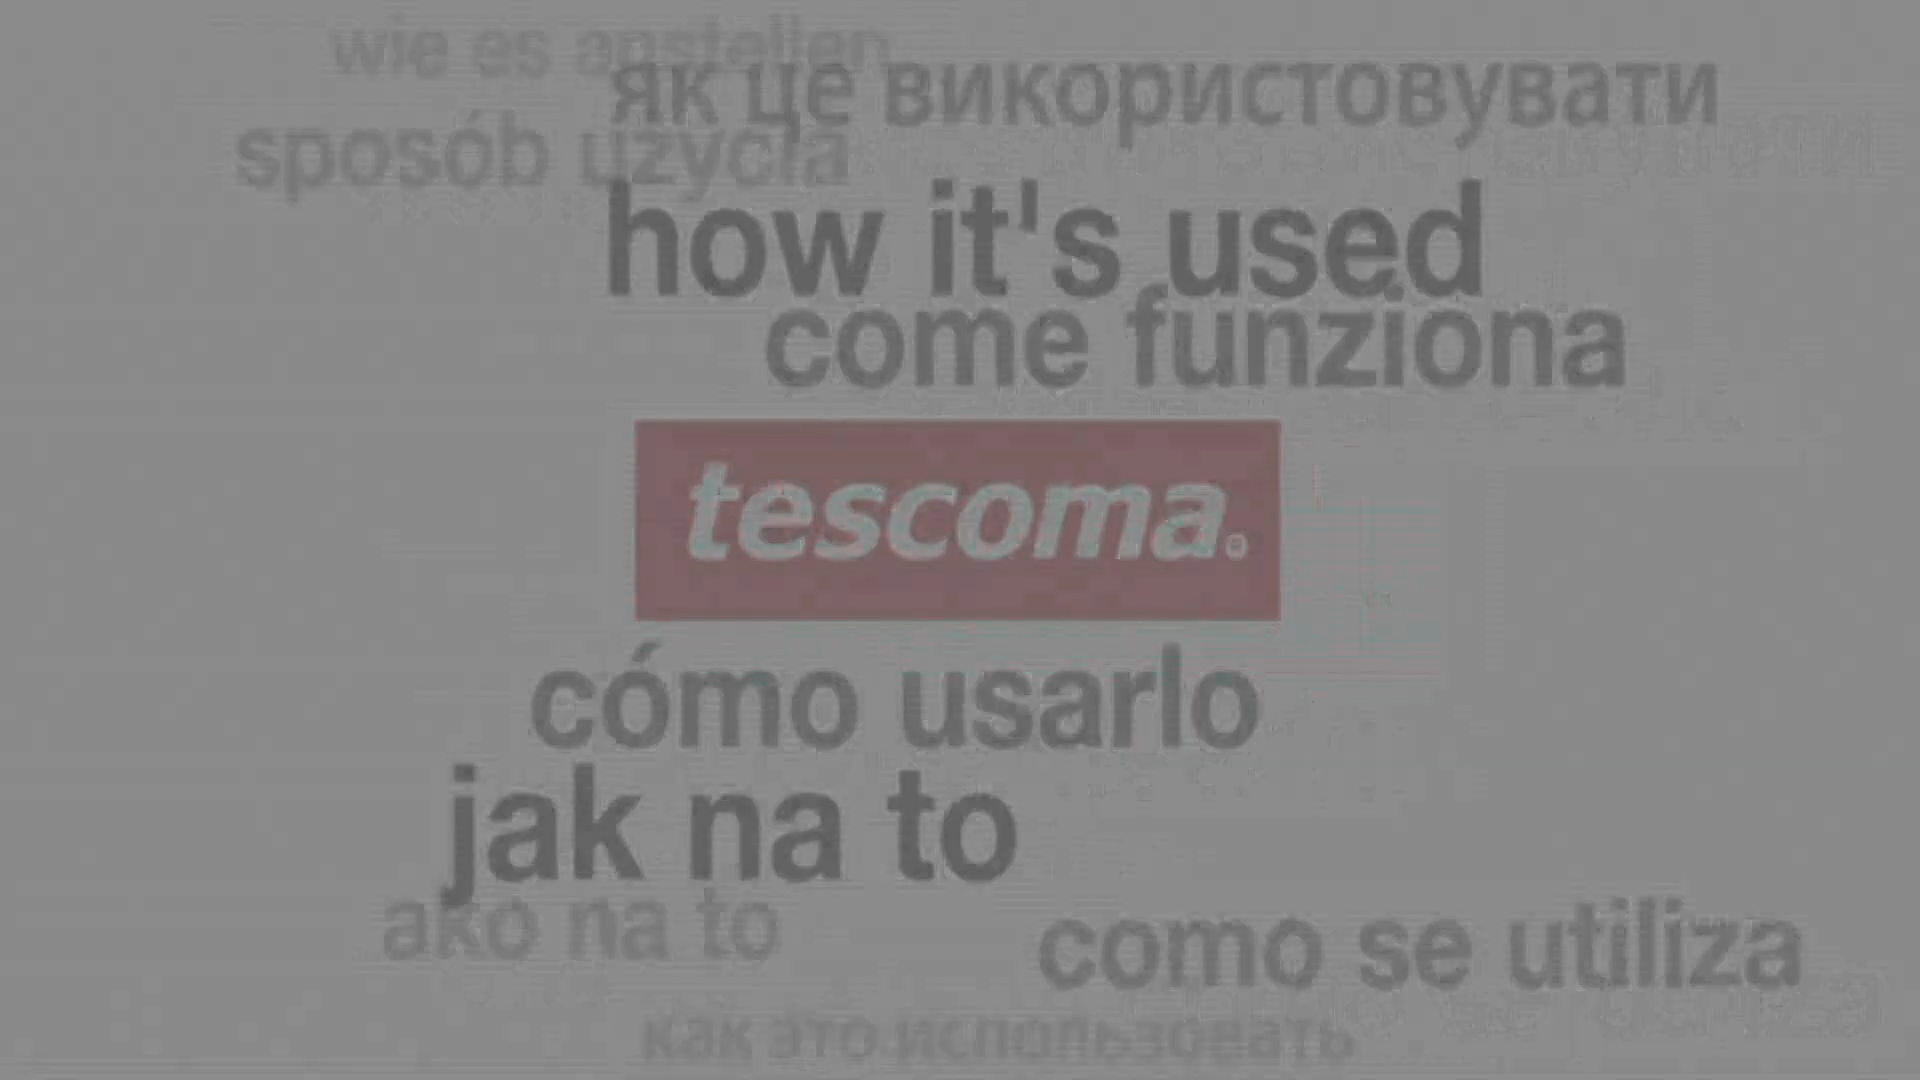 wie es anstellen
як це використовувати
sposób użycia
how it's used
come funziona
tescoma.®
cómo usarlo
jak na to
ako na to
como se utiliza
как это использовать